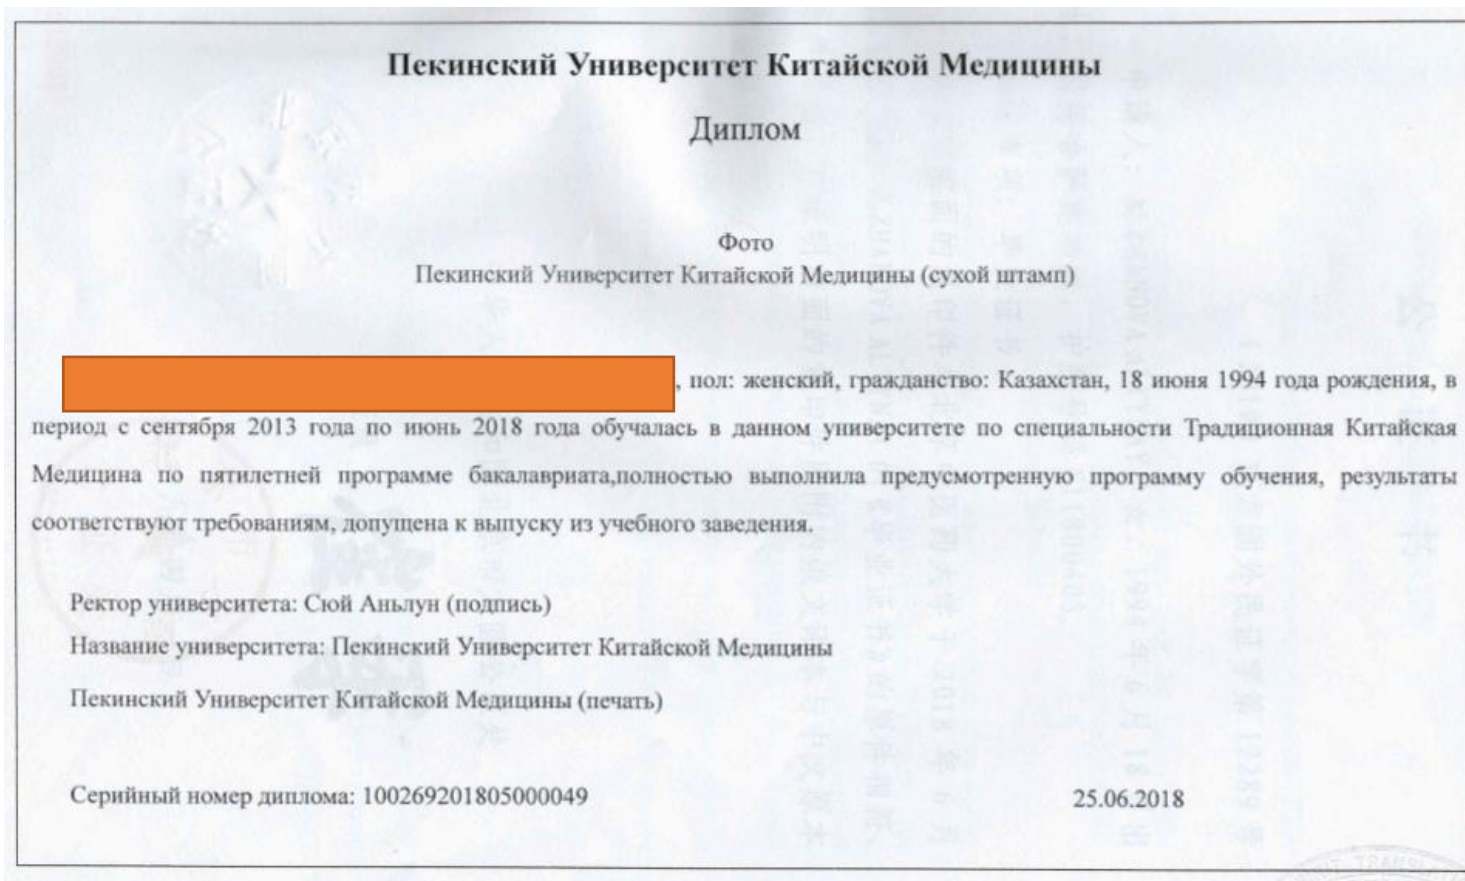 Пекинский Университет Китайской Медицины
Диплом
Фото
Пекинский Университет Китайской Медицины (сухой штамп)
, пол: женский, гражданство: Казахстан, 18 июня 1994 года рождения, в
период с сентября 2013 года по июнь 2018 года обучалась в данном университете по специальности Традиционная Китайская
Медицина по пятилетней программе бакалавриата,полностью выполнила предусмотренную программу обучения, результаты
соответствуют требованиям, допущена к выпуску из учебного заведения.
Ректор университета: Сюй Аньлун (подпись)
Название университета: Пекинский Университет Китайской Медицины
Пекинский Университет Китайской Медицины (печать)
Серийный номер диплома: 100269201805000049
25.06.2018